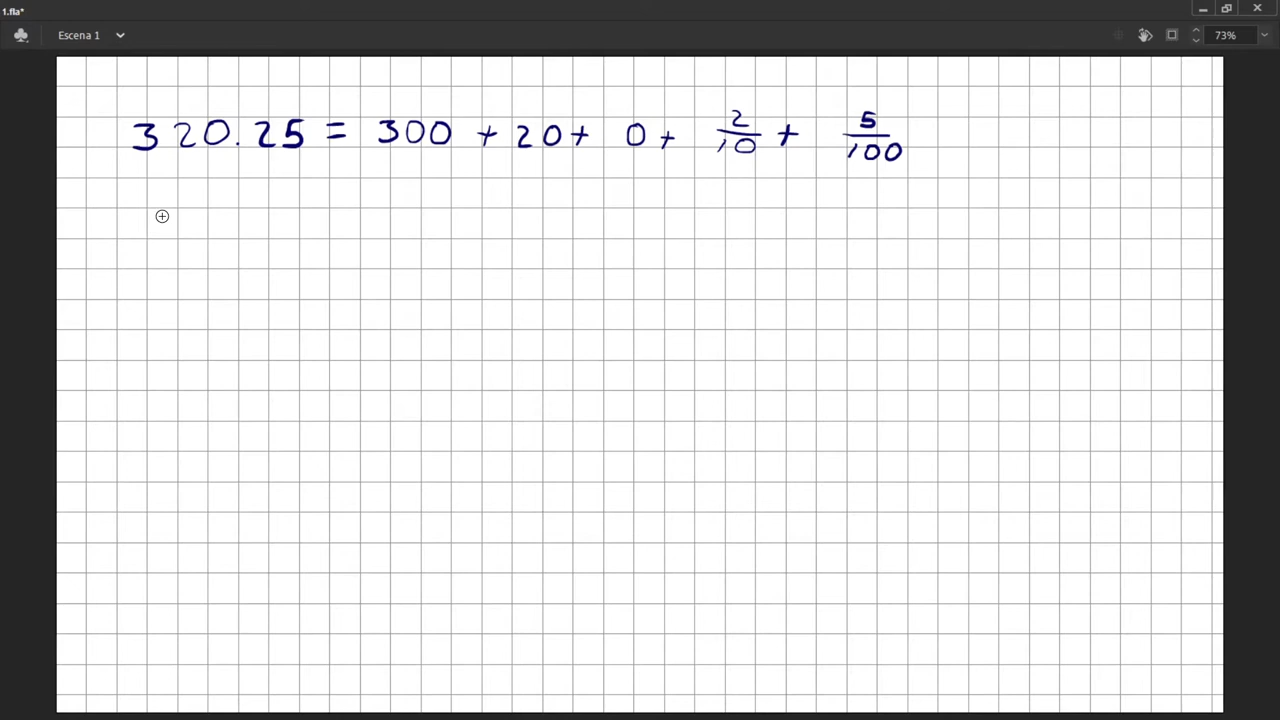 1.fla*
Escena 1
73%
320.25 = 300 + 20 + 0 + 2/10 + 5/100